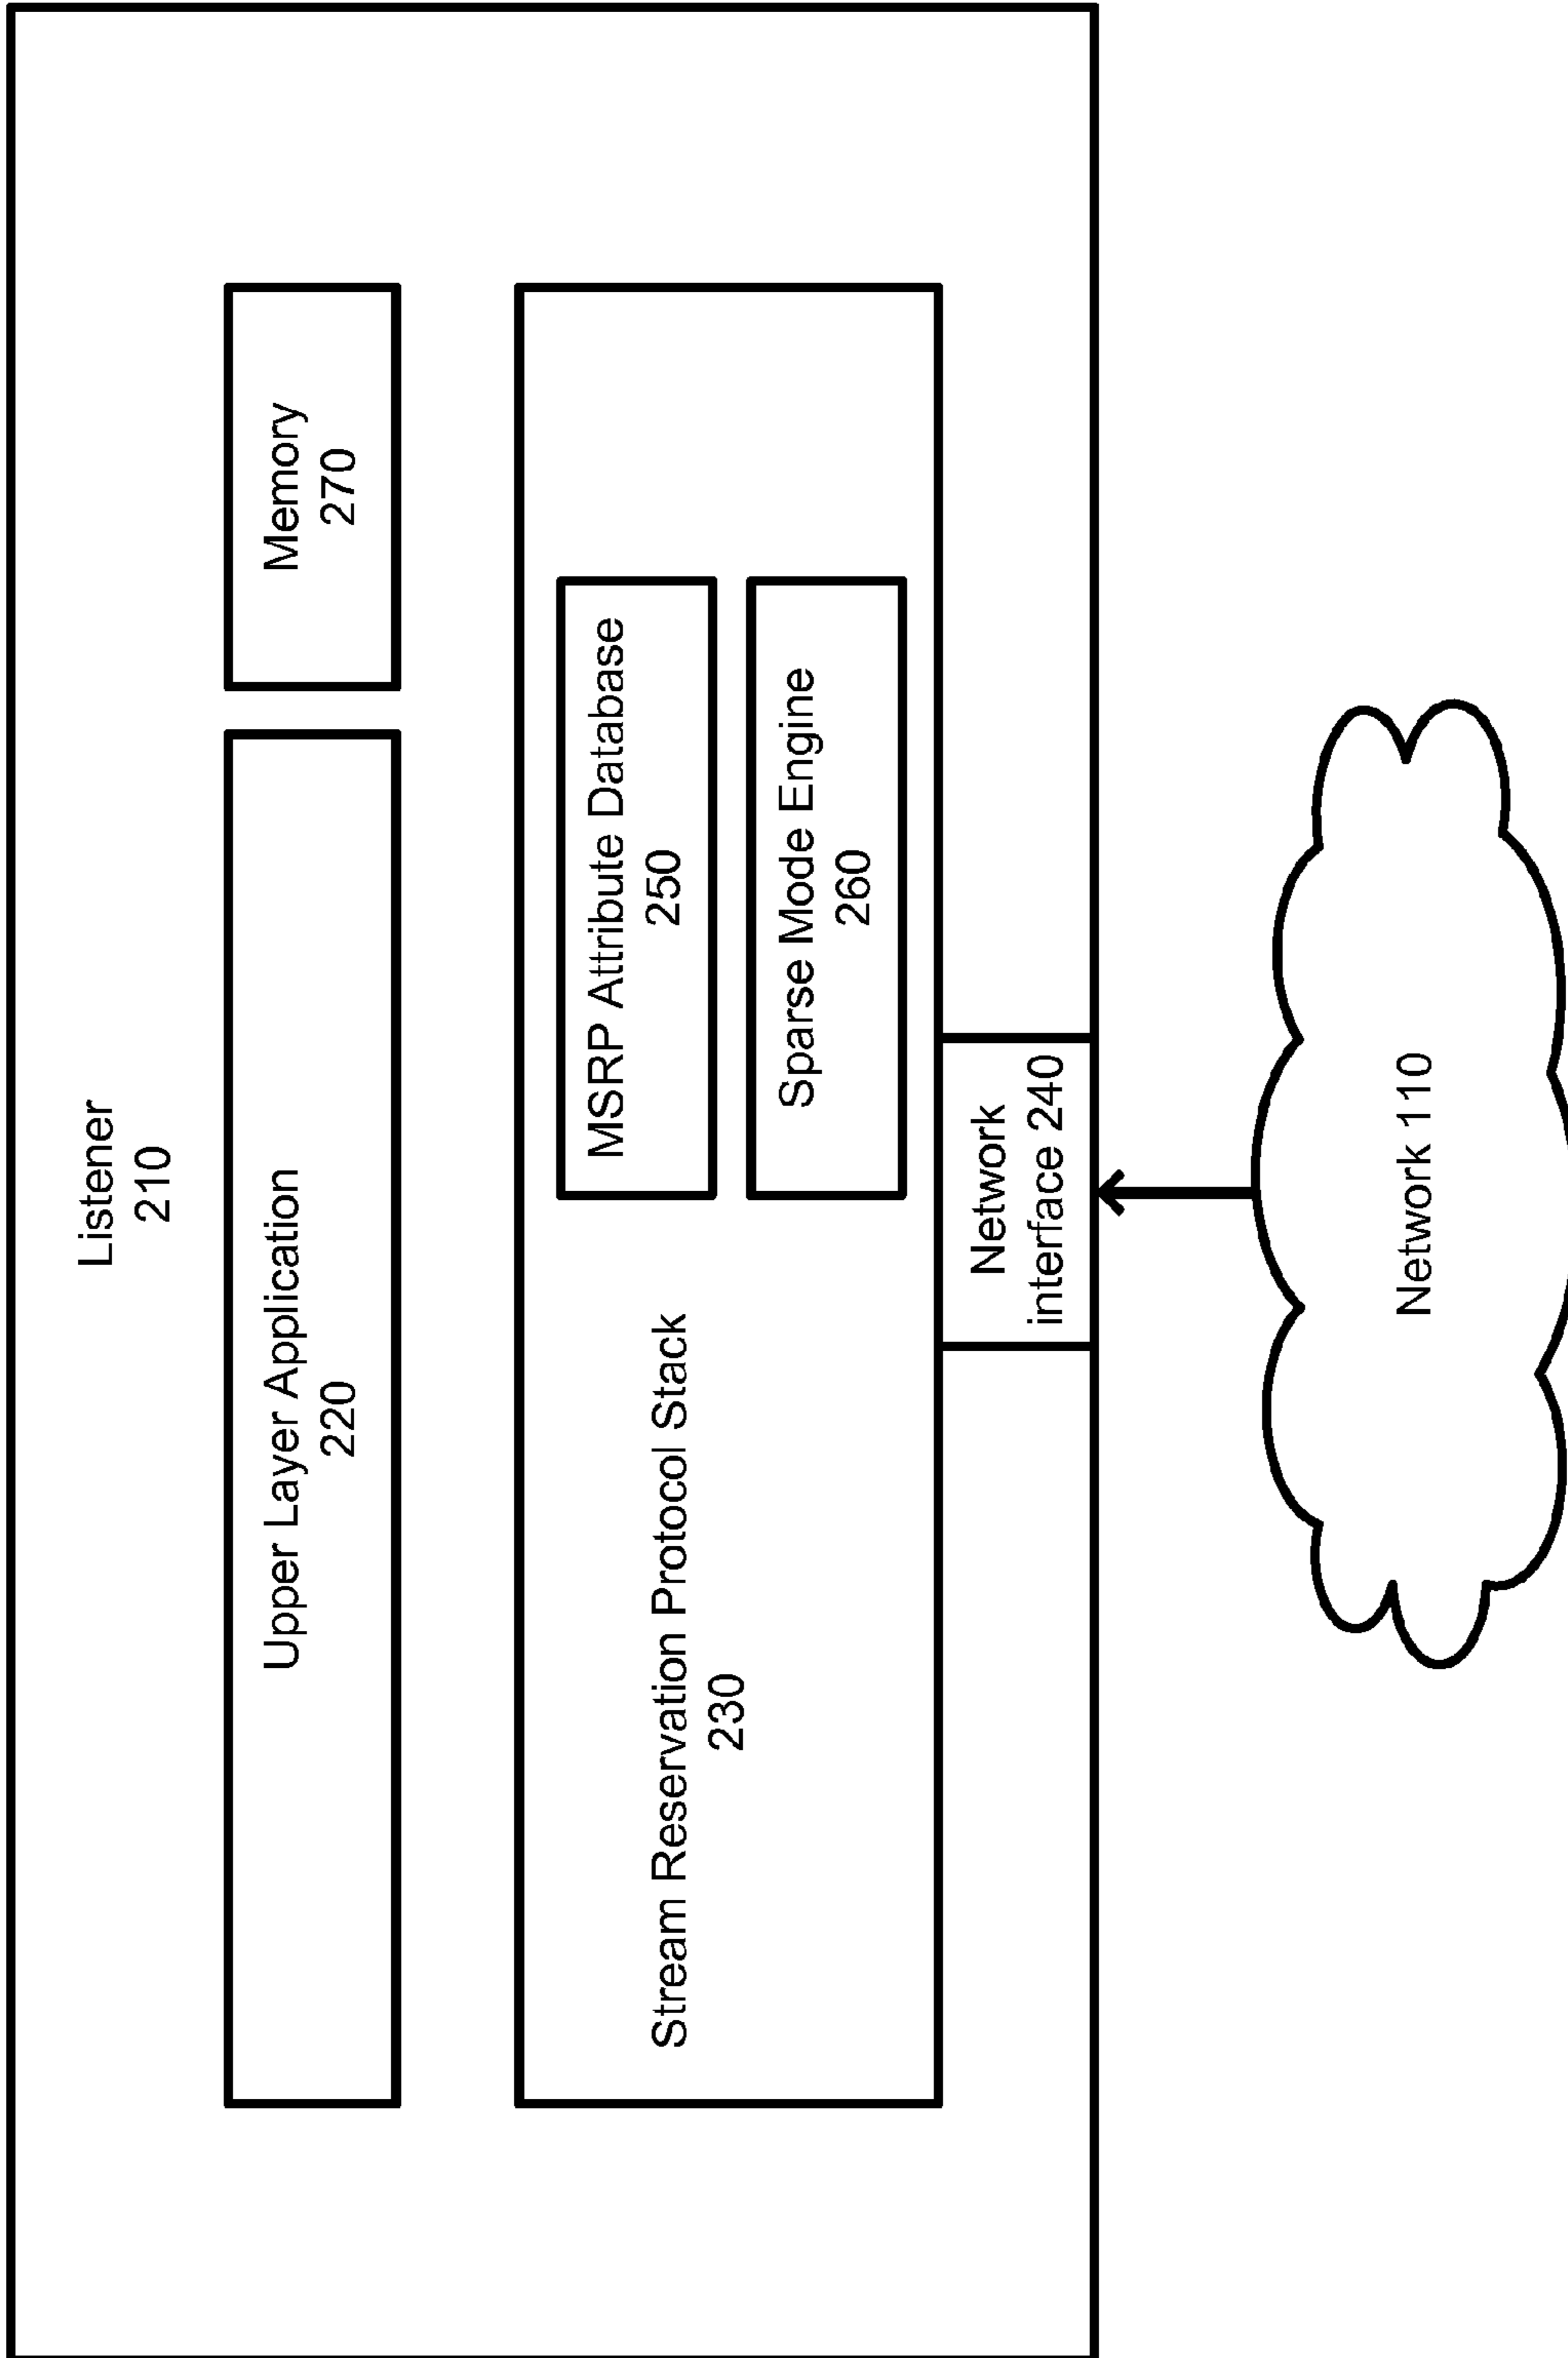 Listener
210
Upper Layer Application
220
Memory
270
Stream Reservation Protocol Stack
230
MSRP Attribute Database
250
Sparse Mode Engine
260
Network
interface 240
Network 110